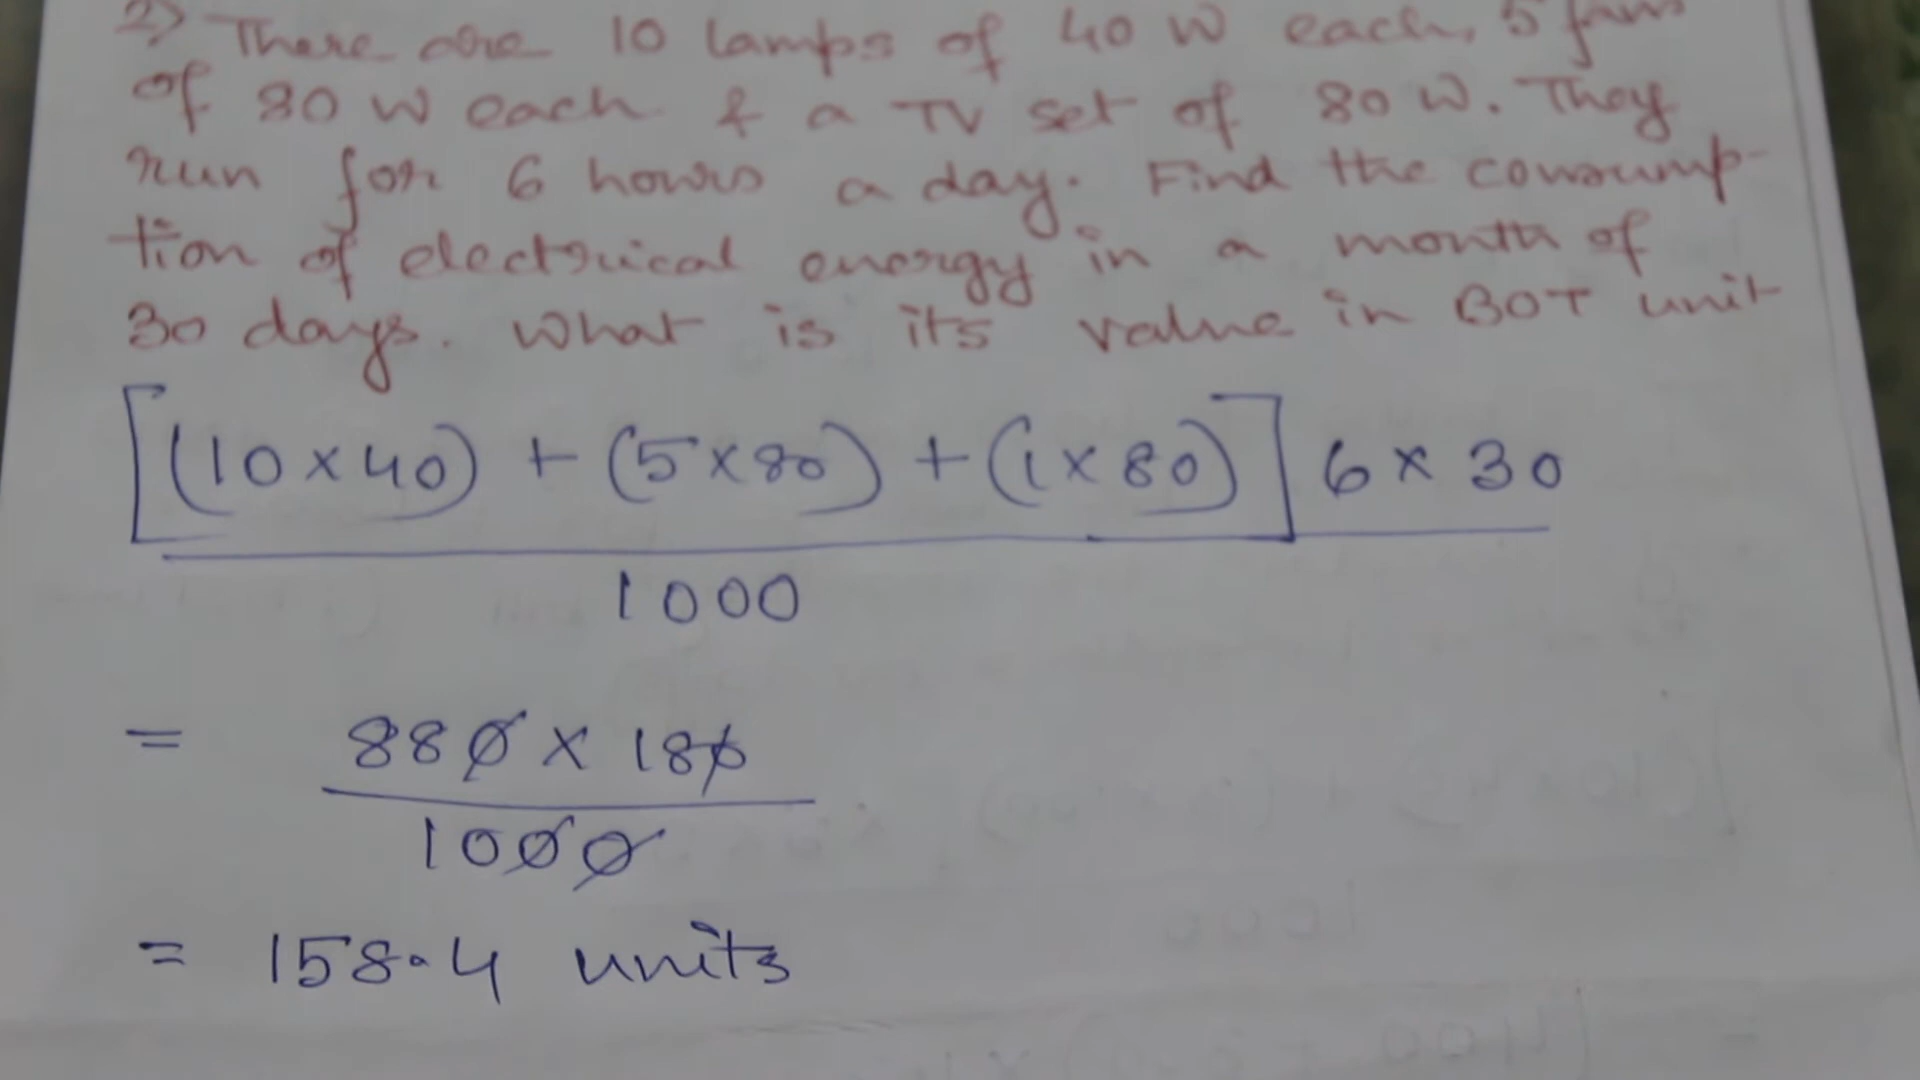 2) There are 10 lamps of 40 W each, 5 fans
of 80 W each & a TV set of 80 W. They
run for 6 hours a day. Find the consump-
tion of electrical energy in a month of
30 days. What is its value in BOT unit
[(10 x 40) + (5 x 80) + (1 x 80)] 6 x 30
1000
= 880 x 180
1000
= 158.4 units